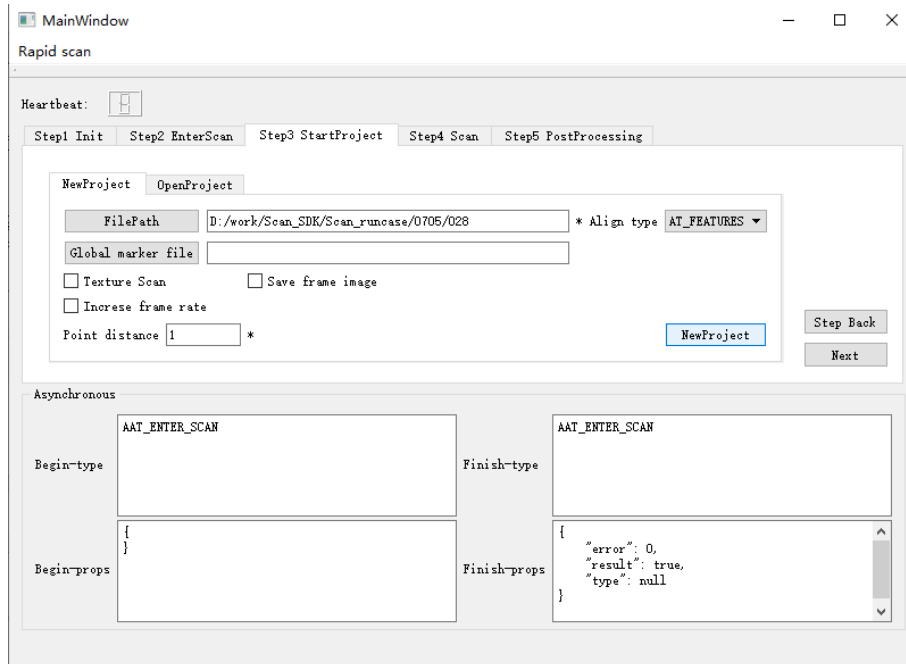 MainWindow
Rapid scan
Heartbeat:
Step1 Init Step2 EnterScan Step3 StartProject Step4 Scan Step5 PostProcessing
NewProject OpenProject
FilePath D:/work/Scan_SDK/Scan_runcase/0705/028 * Align type AT_FEATURES
Global marker file
Texture Scan Save frame image
Increse frame rate
Point distance 1 * NewProject
Step Back
Next
Asynchronous
Begin-type AAT_ENTER_SCAN
Finish-type AAT_ENTER_SCAN
Begin-props
{
}
Finish-props
{
"error": 0,
"result": true,
"type": null
}